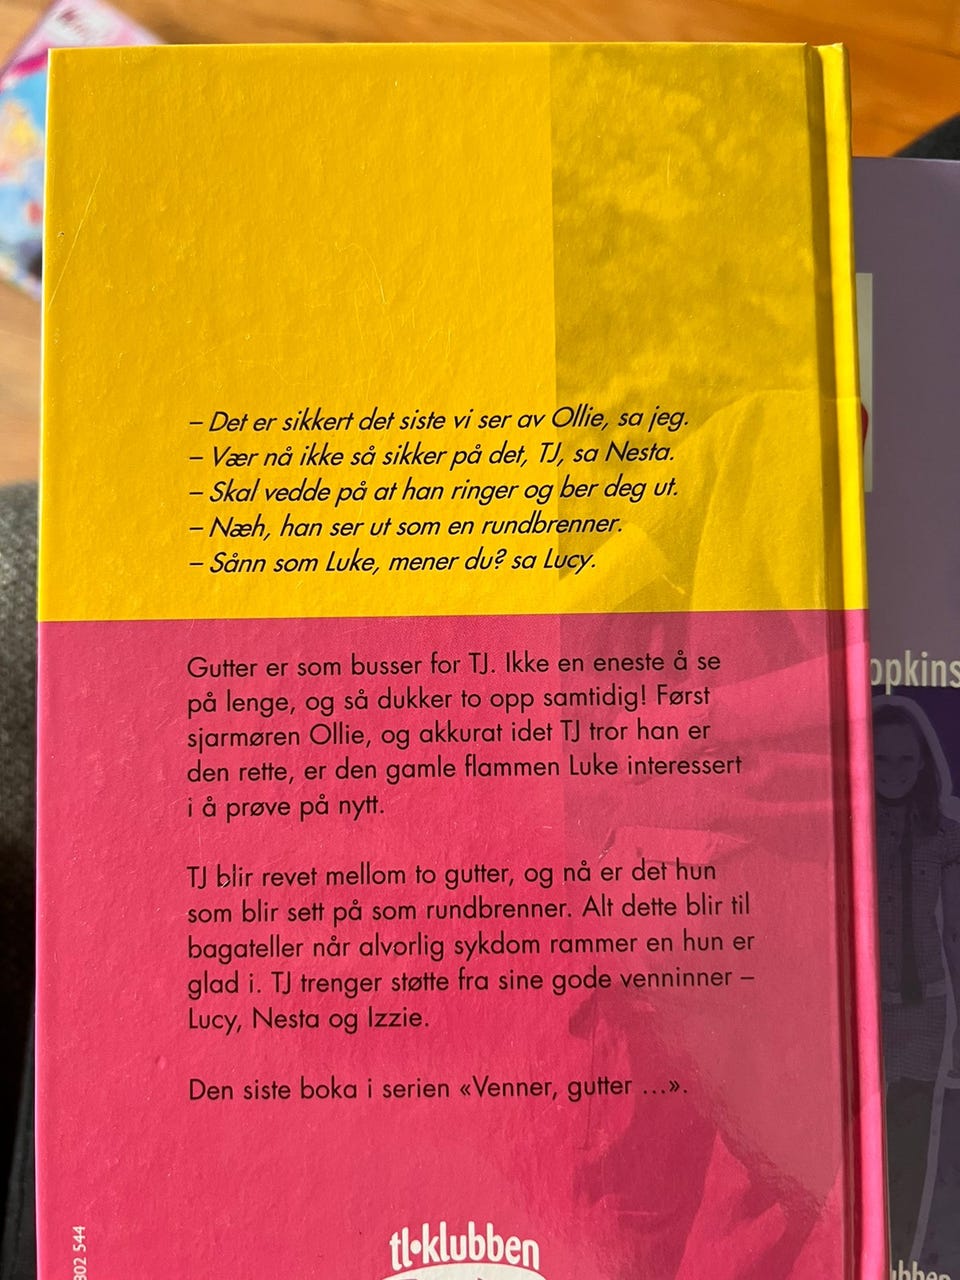 – Det er sikkert det siste vi ser av Ollie, sa jeg.
– Vær nå ikke så sikker på det, TJ, sa Nesta.
– Skal vedde på at han ringer og ber deg ut.
– Næh, han ser ut som en rundbrenner.
– Sånn som Luke, mener du? sa Lucy.
Gutter er som busser for TJ. Ikke en eneste å se
på lenge, og så dukker to opp samtidig! Først
sjarmøren Ollie, og akkurat idet TJ tror han er
den rette, er den gamle flammen Luke interessert
i å prøve på nytt.
TJ blir revet mellom to gutter, og nå er det hun
som blir sett på som rundbrenner. Alt dette blir til
bagateller når alvorlig sykdom rammer en hun er
glad i. TJ trenger støtte fra sine gode venninner –
Lucy, Nesta og Izzie.
Den siste boka i serien «Venner, gutter ...».
tl•klubben
802 544
opkins